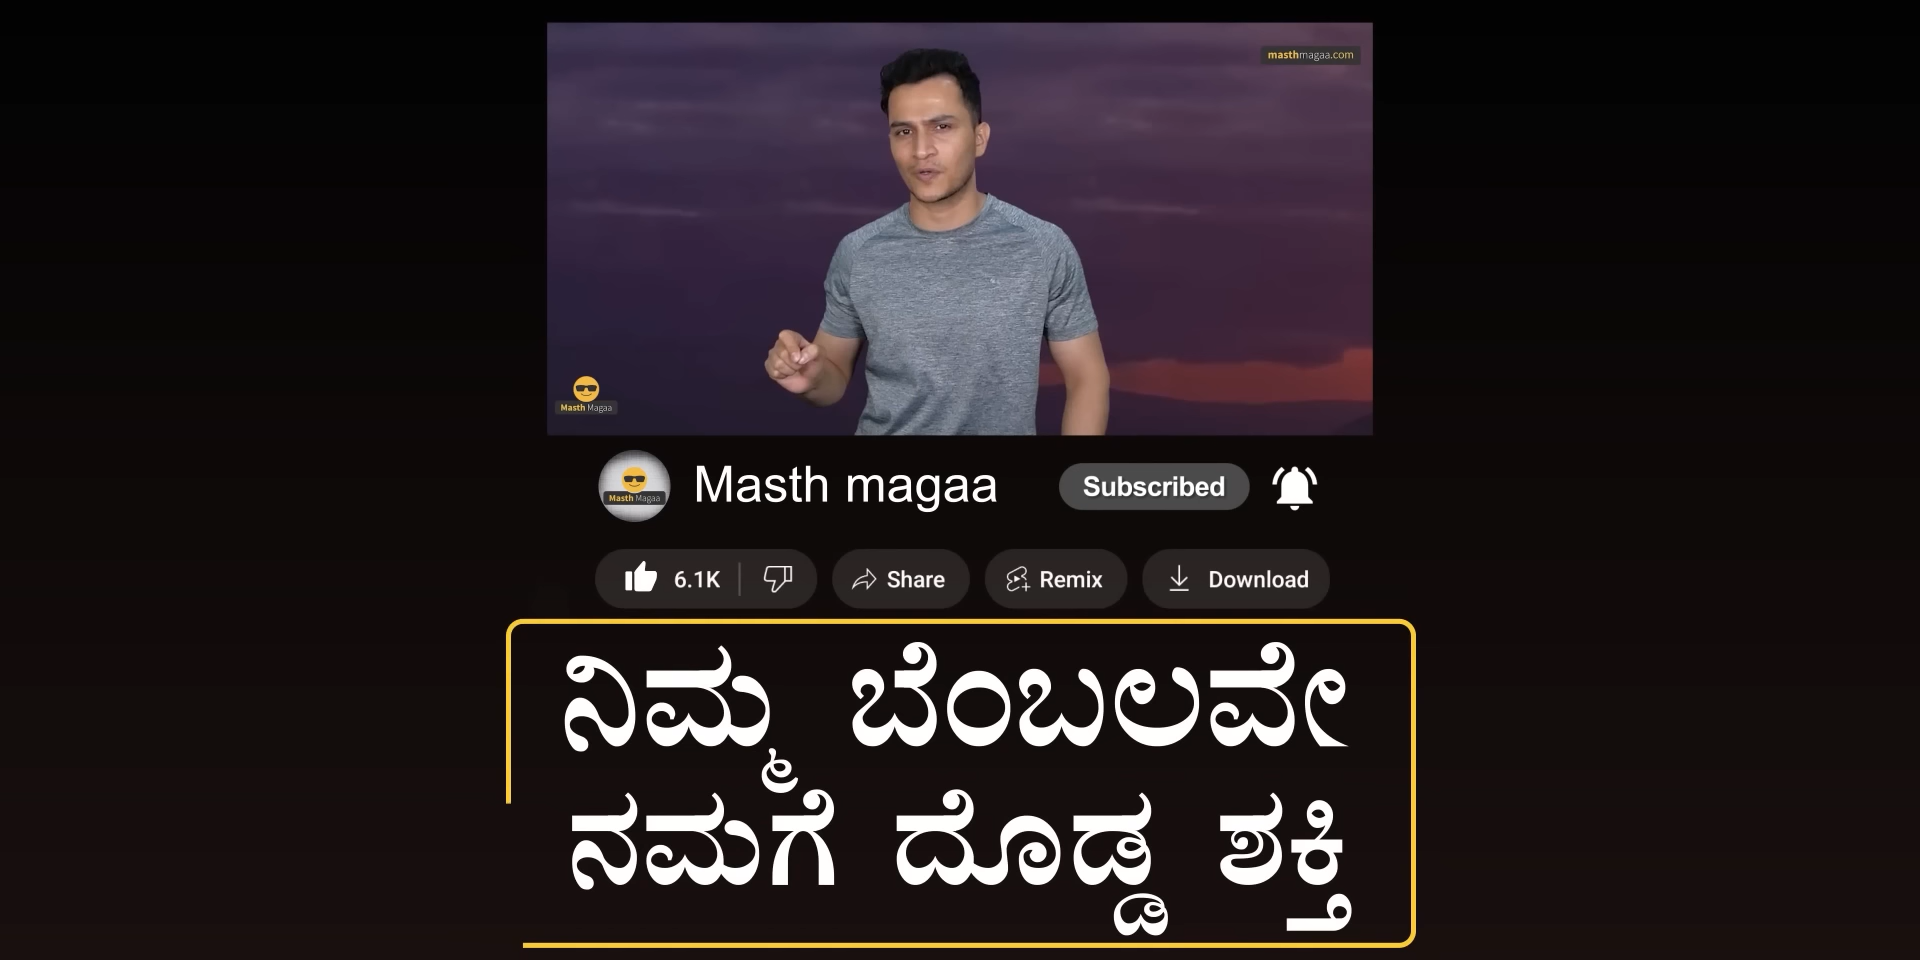 masthmagaa.com
Masth Magaa
Masth Magaa
Masth magaa
Subscribed
6.1K
Share
Remix
Download
ನಿಮ್ಮ ಬೆಂಬಲವೇ
ನಮಗೆ ದೊಡ್ಡ ಶಕ್ತಿ